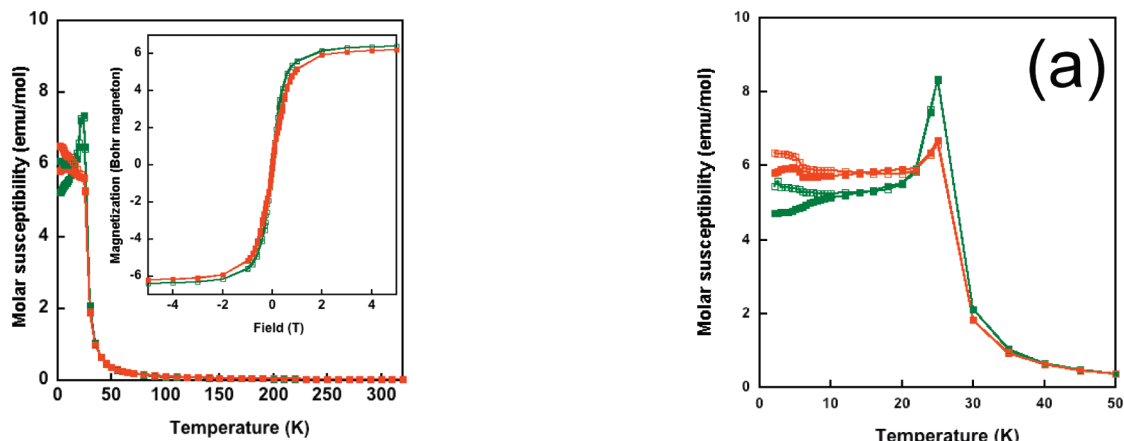 10
8
6
4
2
0
Molar susceptibility (emu/mol)
0 50 100 150 200 250 300
Temperature (K)
6
4
2
0
-2
-4
-6
Magnetization (Bohr magneton)
-4 -2 0 2 4
Field (T)
(a)
10
8
6
4
2
0
Molar susceptibility (emu/mol)
0 10 20 30 40 50
Temperature (K)